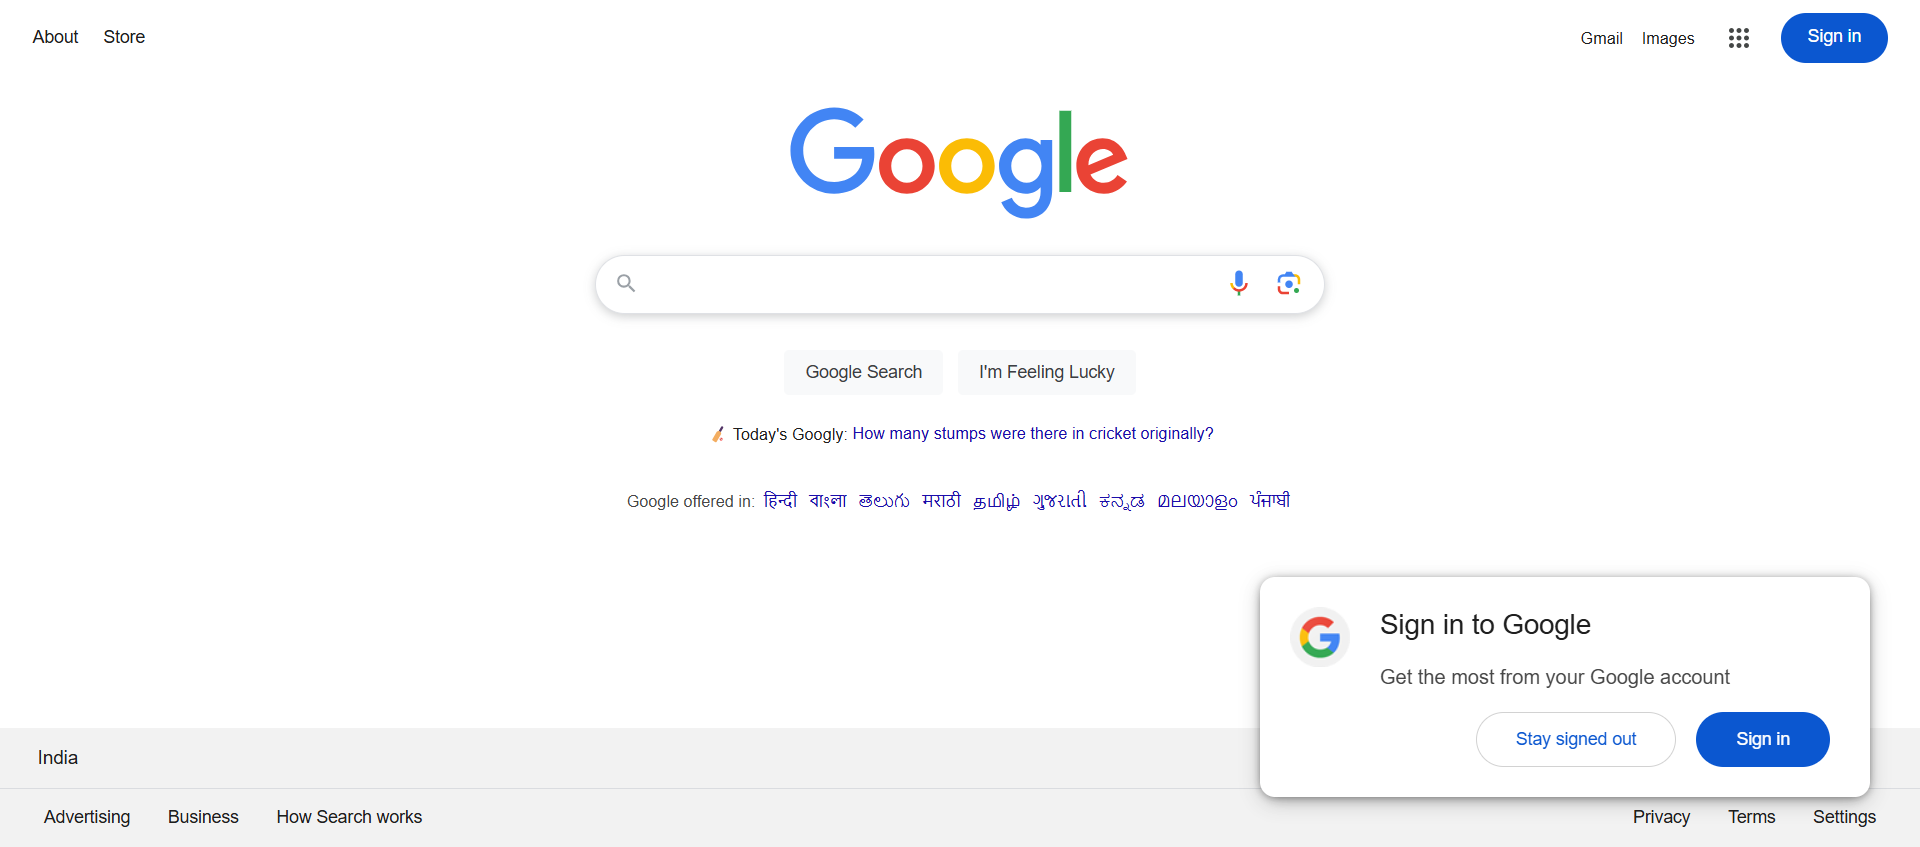 About Store
Gmail Images Sign in
Google
Google Search I'm Feeling Lucky
Today's Googly: How many stumps were there in cricket originally?
Google offered in: हिन्दी বাংলা తెలుగు मराठी தமிழ் ગુજરાતી ಕನ್ನಡ മലയാളം ਪੰਜਾਬੀ
Sign in to Google
Get the most from your Google account
Stay signed out Sign in
India
Advertising Business How Search works
Privacy Terms Settings